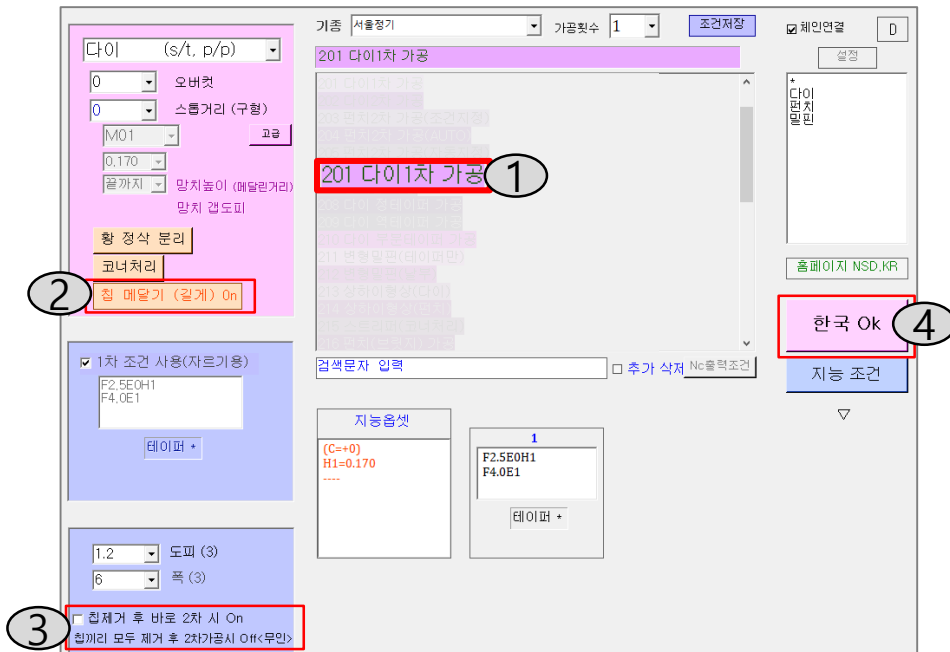 기종 서울정기 가공횟수 1 조건저장
체인연결 D
다이 (s/t, p/p)
201 다이1차 가공
설정
0 오버컷
0 스톱거리 (구형)
M01 고급
0,170
끝까지 망치높이 (메달린거리)
망치 갭도피
*
다이
펀치
밀핀
201 다이1차 가공
1
황 정삭 분리
코너처리
2
칩 메달기 (길게) On
211 변형밀핀(테이퍼만)
홈페이지 NSD,KR
한국 Ok
4
검색문자 입력
추가 삭제 Nc출력조건
지능 조건
▽
1차 조건 사용(자르기용)
F2,5E0H1
F4,0E1
테이퍼 *
지능옵셋
(C=+0)
H1=0.170
----
1
F2.5E0H1
F4.0E1
테이퍼 *
1.2 도피 (3)
6 폭 (3)
3
칩제거 후 바로 2차 시 On
칩끼리 모두 제거 후 2차가공시 Off<무인>